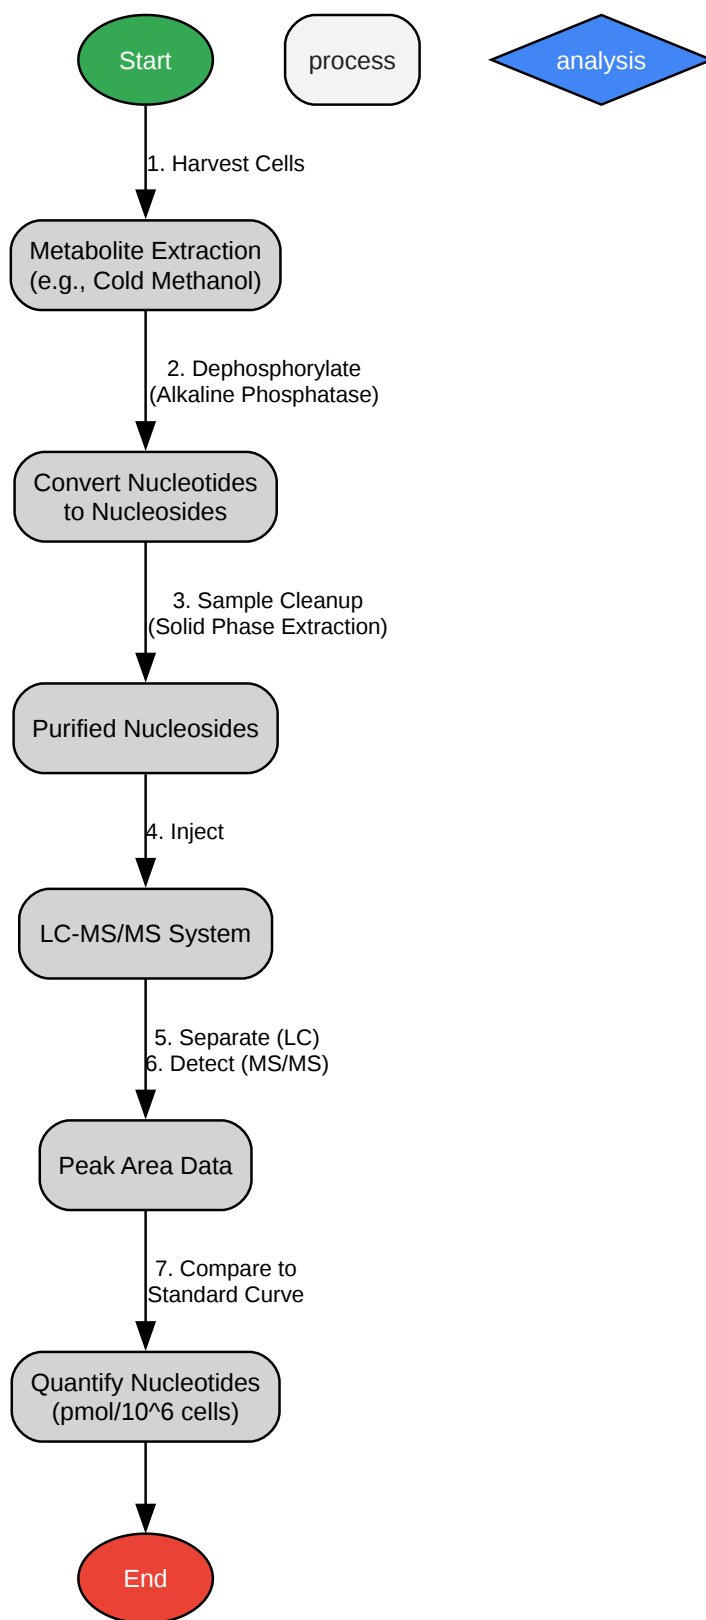 Start
process
analysis
1. Harvest Cells
Metabolite Extraction
(e.g., Cold Methanol)
2. Dephosphorylate
(Alkaline Phosphatase)
Convert Nucleotides
to Nucleosides
3. Sample Cleanup
(Solid Phase Extraction)
Purified Nucleosides
4. Inject
LC-MS/MS System
5. Separate (LC)
6. Detect (MS/MS)
Peak Area Data
7. Compare to
Standard Curve
Quantify Nucleotides
(pmol/10^6 cells)
End